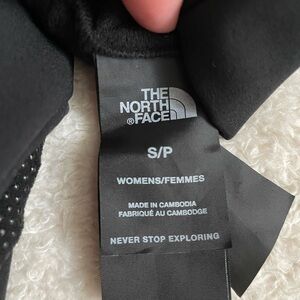 THE
NORTH
®FACE
S/P
WOMENS/FEMMES
MADE IN CAMBODIA
FABRIQUÉ AU CAMBODGE
NEVER STOP EXPLORING